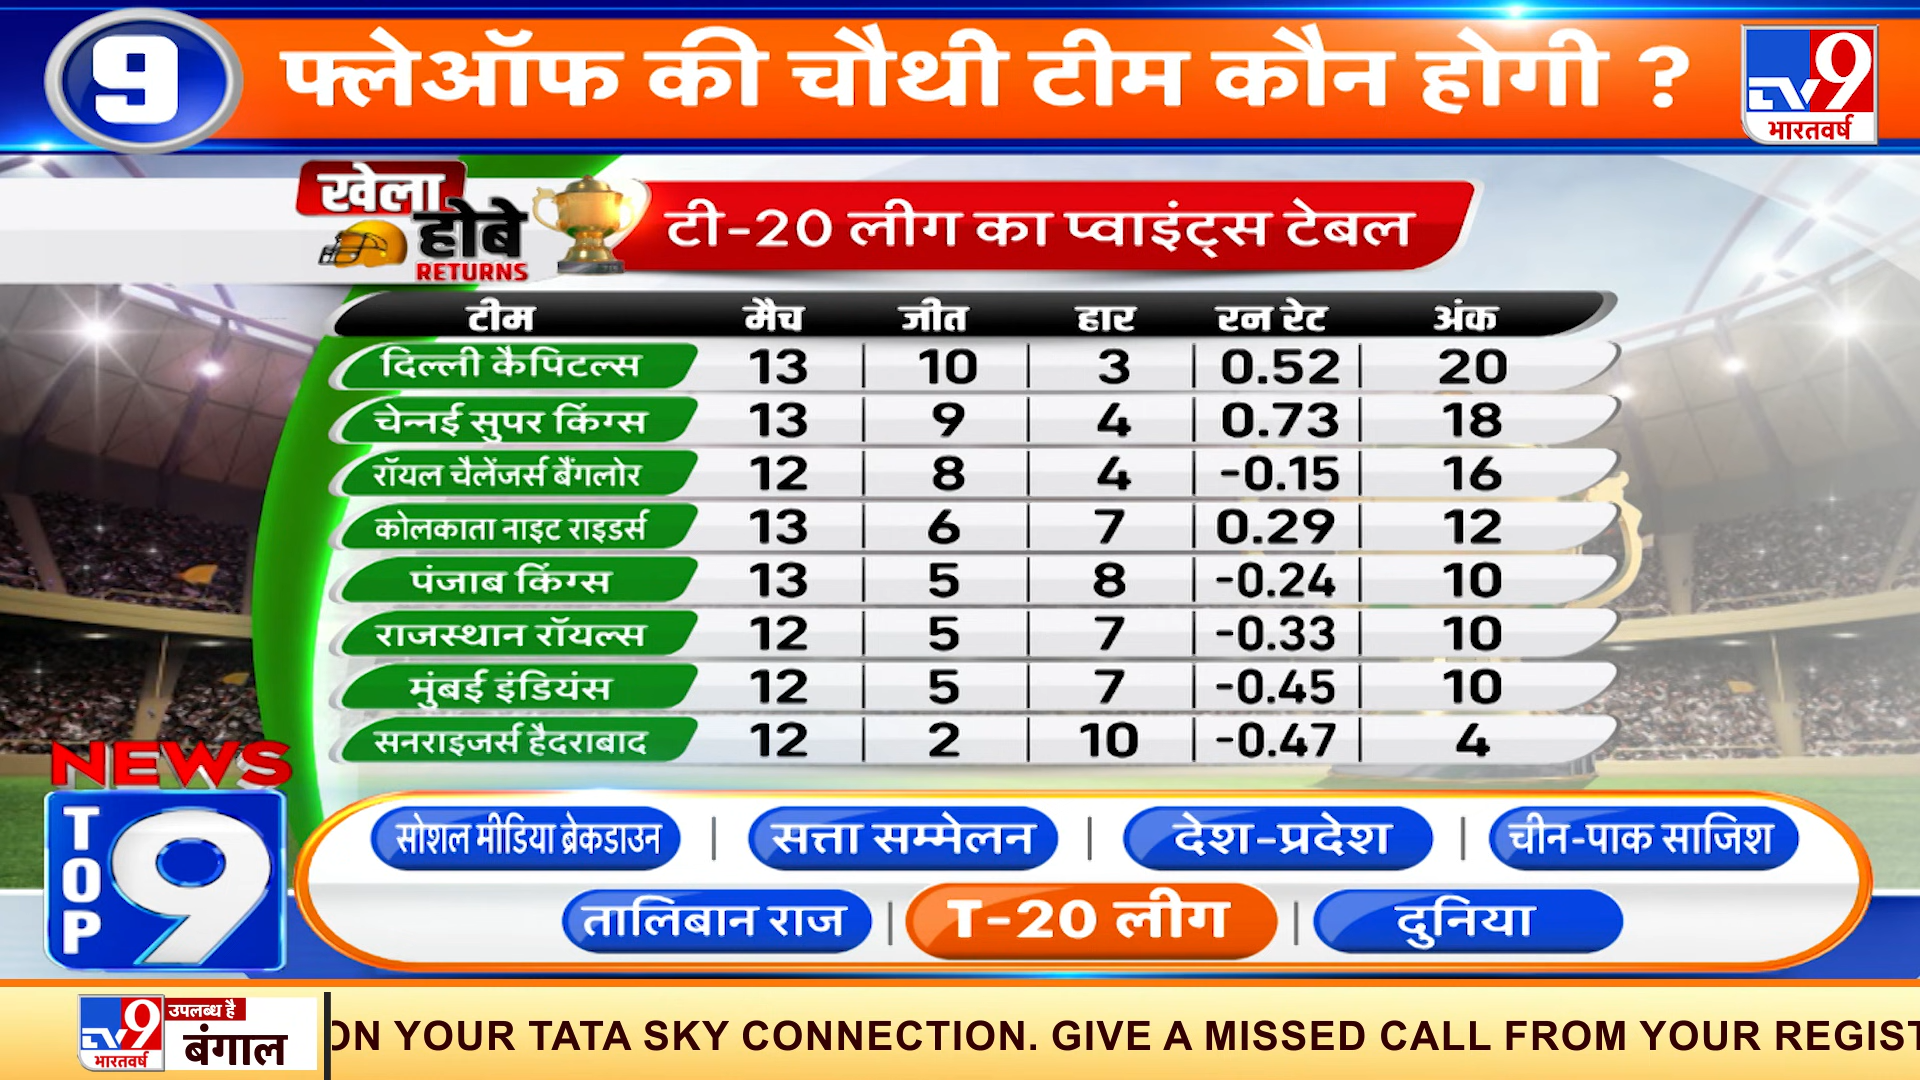 9 फ्लेऑफ की चौथी टीम कौन होगी ?
TV9 भारतवर्ष
खेला होबे RETURNS
टी-20 लीग का प्वाइंट्स टेबल
टीम मैच जीत हार रन रेट अंक
दिल्ली कैपिटल्स 13 10 3 0.52 20
चेन्नई सुपर किंग्स 13 9 4 0.73 18
रॉयल चैलेंजर्स बैंगलोर 12 8 4 -0.15 16
कोलकाता नाइट राइडर्स 13 6 7 0.29 12
पंजाब किंग्स 13 5 8 -0.24 10
राजस्थान रॉयल्स 12 5 7 -0.33 10
मुंबई इंडियंस 12 5 7 -0.45 10
सनराइजर्स हैदराबाद 12 2 10 -0.47 4
NEWS TOP 9
सोशल मीडिया ब्रेकडाउन | सत्ता सम्मेलन | देश-प्रदेश | चीन-पाक साजिश
तालिबान राज | T-20 लीग | दुनिया
TV9 भारतवर्ष उपलब्ध है बंगाल
ON YOUR TATA SKY CONNECTION. GIVE A MISSED CALL FROM YOUR REGIST